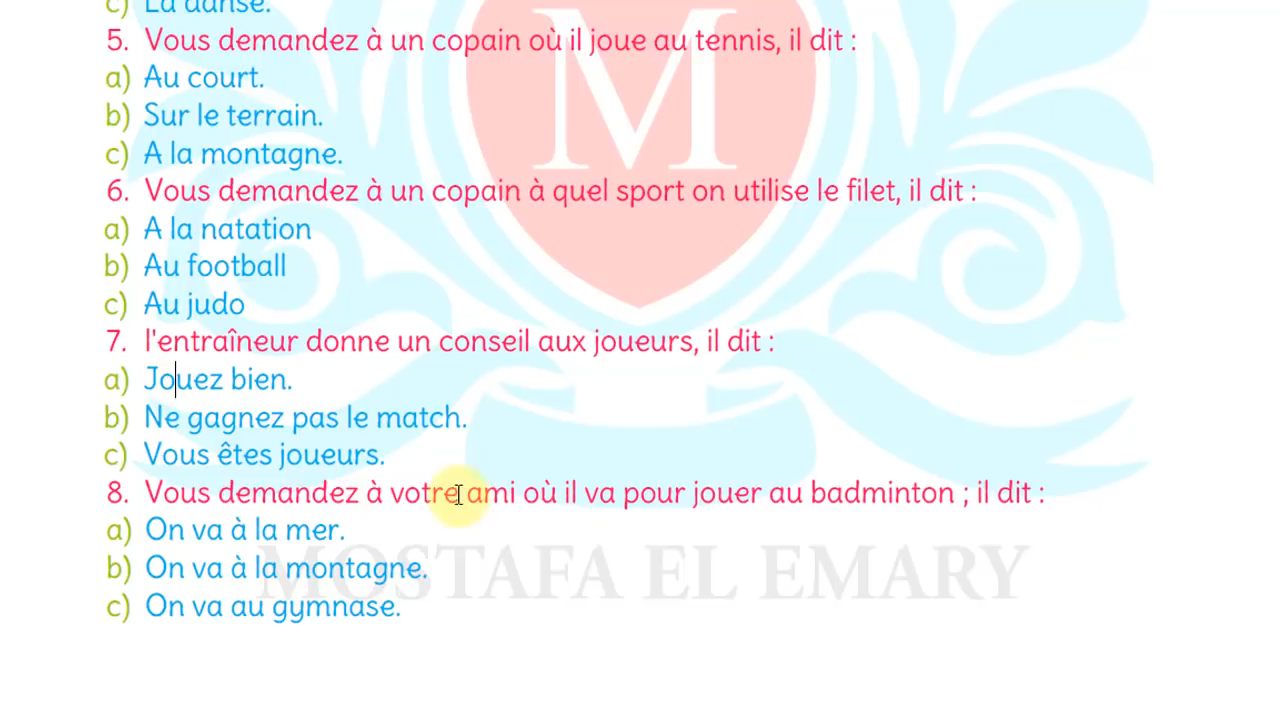 c) La danse.
5. Vous demandez à un copain où il joue au tennis, il dit :
a) Au court.
b) Sur le terrain.
c) A la montagne.
6. Vous demandez à un copain à quel sport on utilise le filet, il dit :
a) A la natation
b) Au football
c) Au judo
7. l'entraîneur donne un conseil aux joueurs, il dit :
a) Jouez bien.
b) Ne gagnez pas le match.
c) Vous êtes joueurs.
8. Vous demandez à votre ami où il va pour jouer au badminton ; il dit :
a) On va à la mer.
b) On va à la montagne.
c) On va au gymnase.
M
MOSTAFA EL EMARY